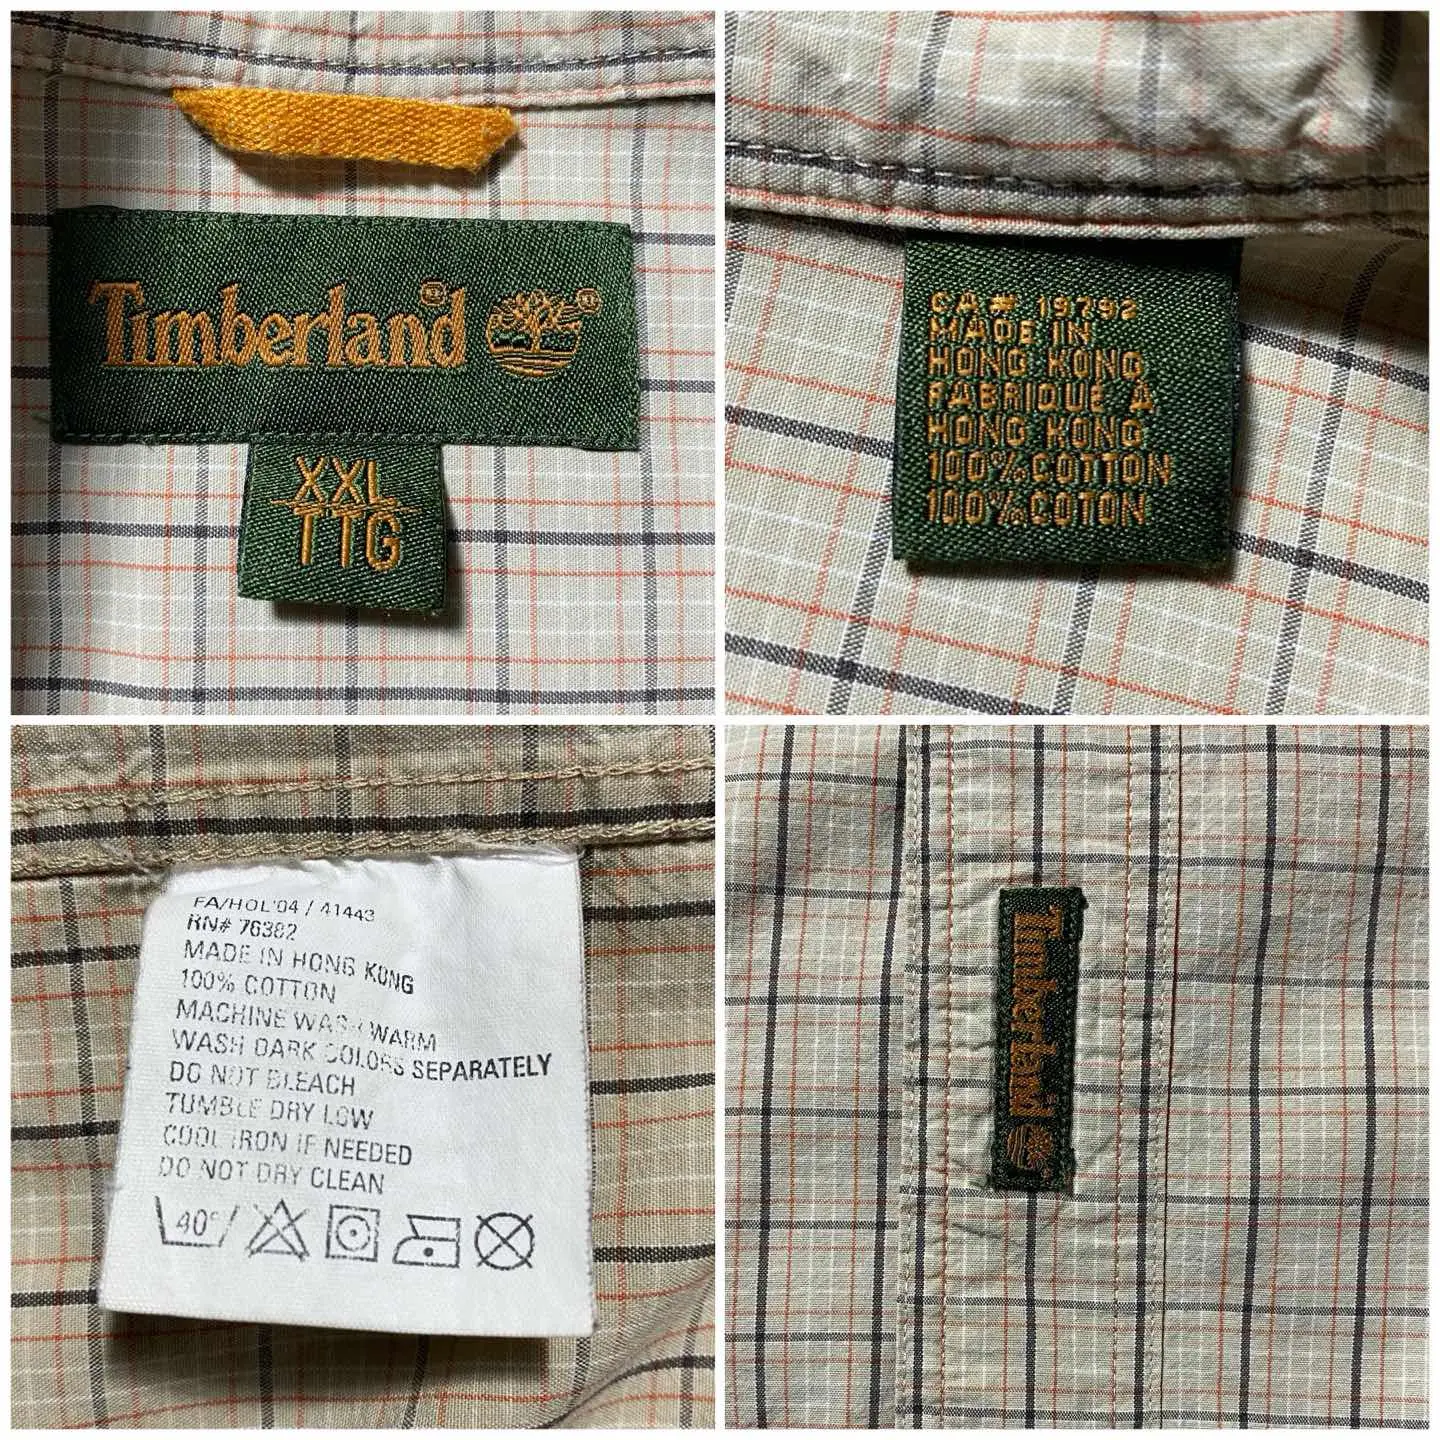 Timberland®
XXL
TTG
CA# 19792
MADE IN
HONG KONG
FABRIQUE A
HONG KONG
100% COTTON
100% COTON
FA/HOL'04 / 41443
RN# 76382
MADE IN HONG KONG
100% COTTON
MACHINE WASH WARM
WASH DARK COLORS SEPARATELY
DO NOT BLEACH
TUMBLE DRY LOW
COOL IRON IF NEEDED
DO NOT DRY CLEAN
40°
Timberland